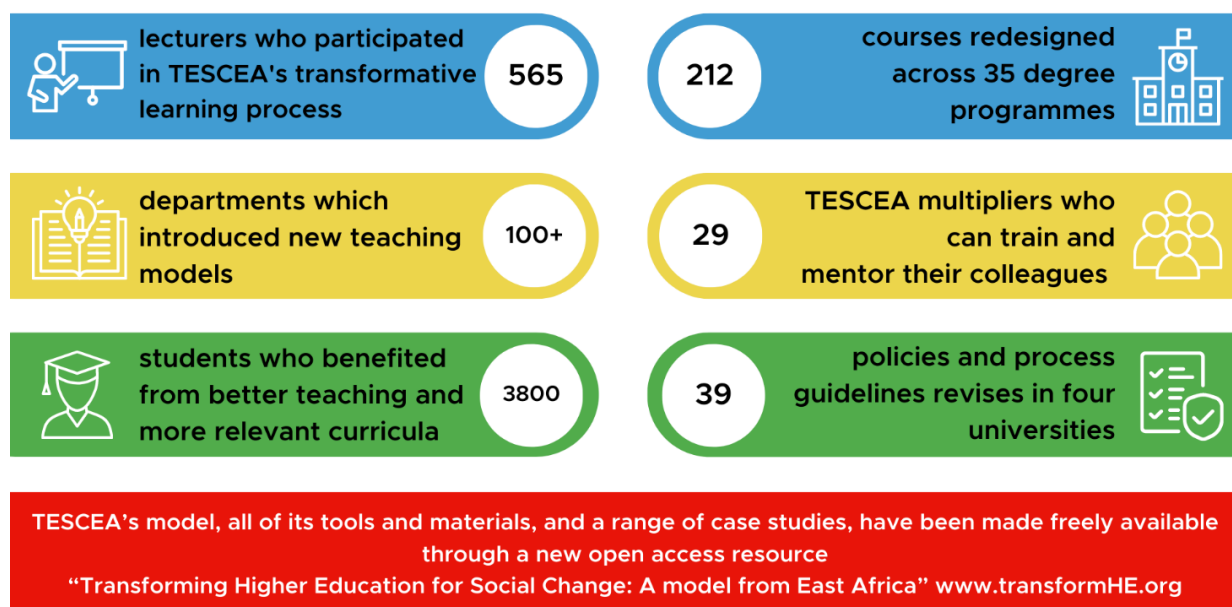 lecturers who participated
in TESCEA's transformative
learning process
565
212
courses redesigned
across 35 degree
programmes
departments which
introduced new teaching
models
100+
29
TESCEA multipliers who
can train and
mentor their colleagues
students who benefited
from better teaching and
more relevant curricula
3800
39
policies and process
guidelines revises in four
universities
TESCEA’s model, all of its tools and materials, and a range of case studies, have been made freely available
through a new open access resource
“Transforming Higher Education for Social Change: A model from East Africa” www.transformHE.org